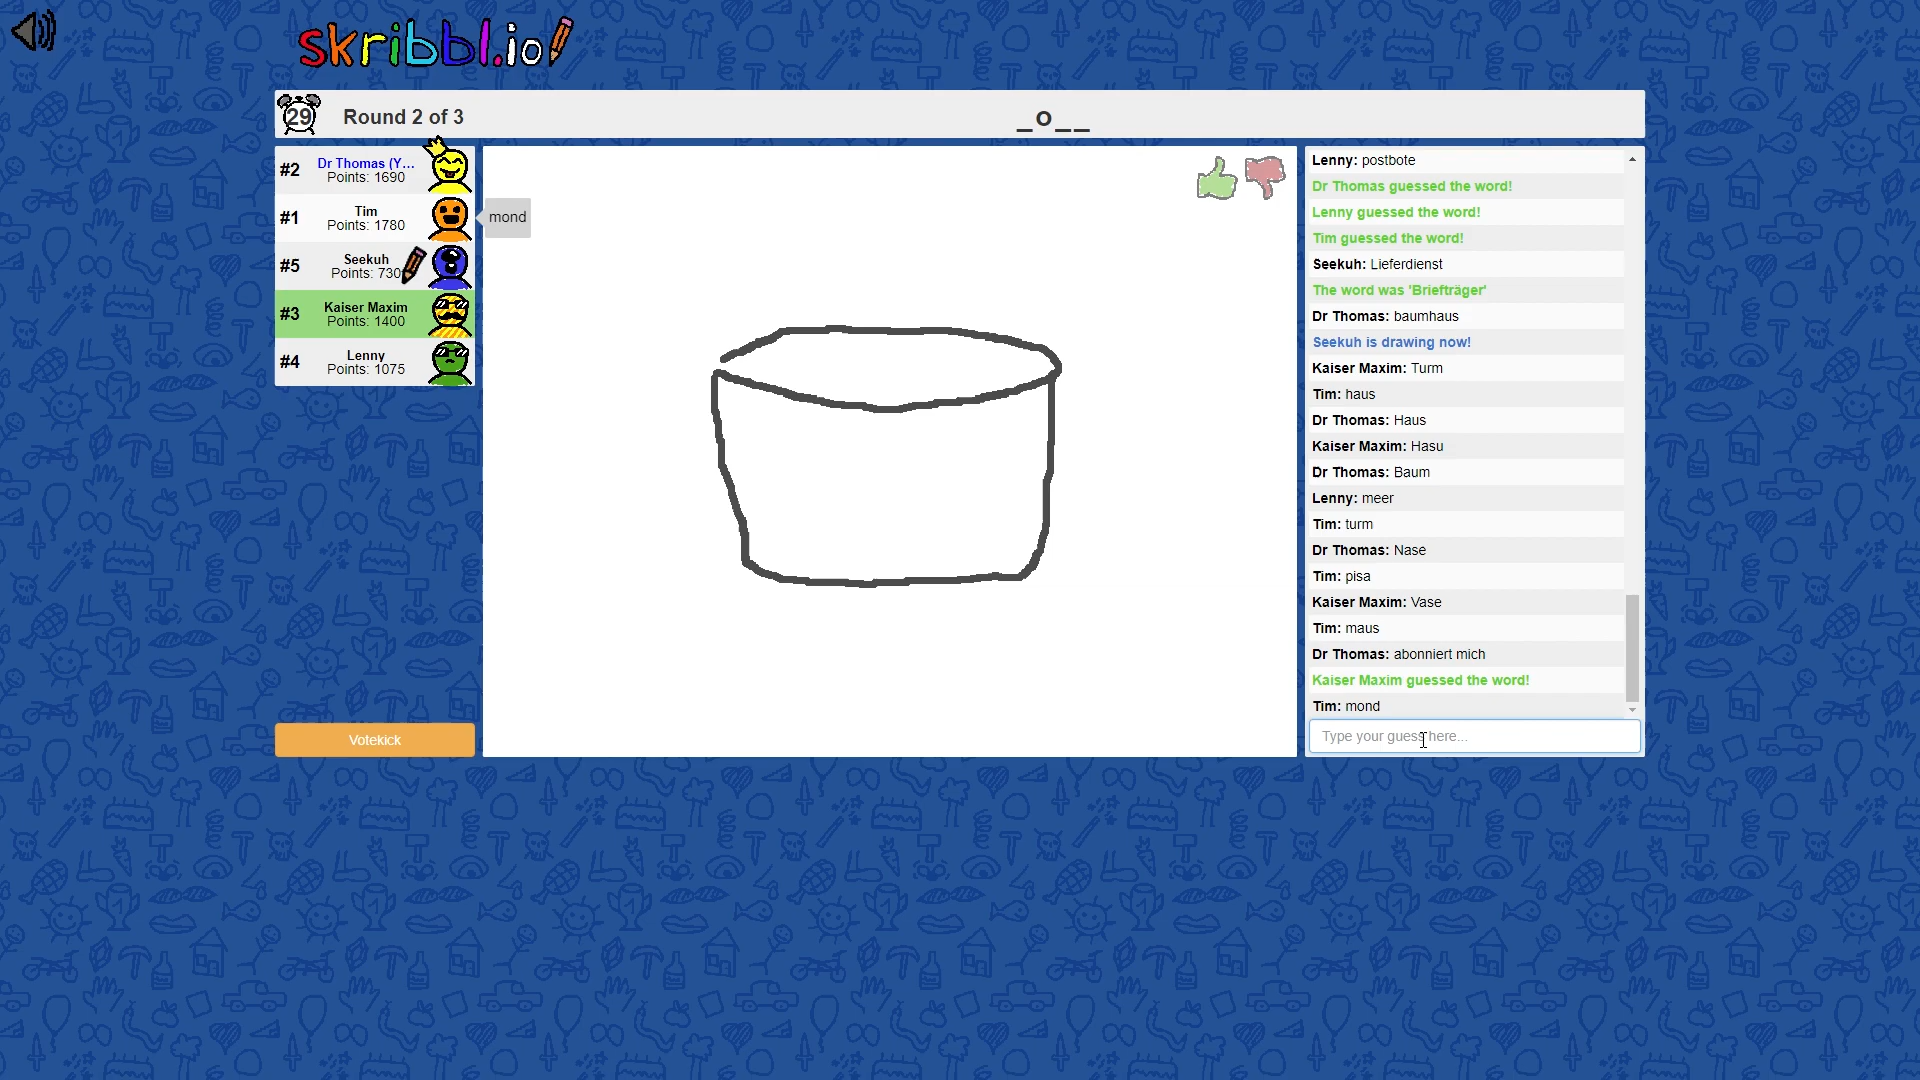 skribbl.io
29
Round 2 of 3
_o__
#2
Dr Thomas (Y...
Points: 1690
#1
Tim
Points: 1780
mond
#5
Seekuh
Points: 730
#3
Kaiser Maxim
Points: 1400
#4
Lenny
Points: 1075
Votekick
Lenny: postbote
Dr Thomas guessed the word!
Lenny guessed the word!
Tim guessed the word!
Seekuh: Lieferdienst
The word was 'Briefträger'
Dr Thomas: baumhaus
Seekuh is drawing now!
Kaiser Maxim: Turm
Tim: haus
Dr Thomas: Haus
Kaiser Maxim: Hasu
Dr Thomas: Baum
Lenny: meer
Tim: turm
Dr Thomas: Nase
Tim: pisa
Kaiser Maxim: Vase
Tim: maus
Dr Thomas: abonniert mich
Kaiser Maxim guessed the word!
Tim: mond
Type your guess here...